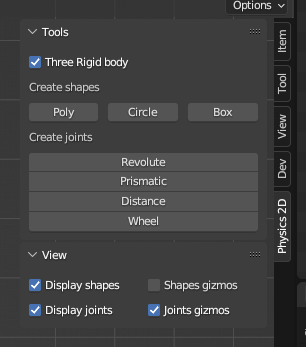 Options
Tools
Three Rigid body
Create shapes
Poly Circle Box
Create joints
Revolute
Prismatic
Distance
Wheel
View
Display shapes Shapes gizmos
Display joints Joints gizmos
Item
Tool
View
Dev
Physics 2D